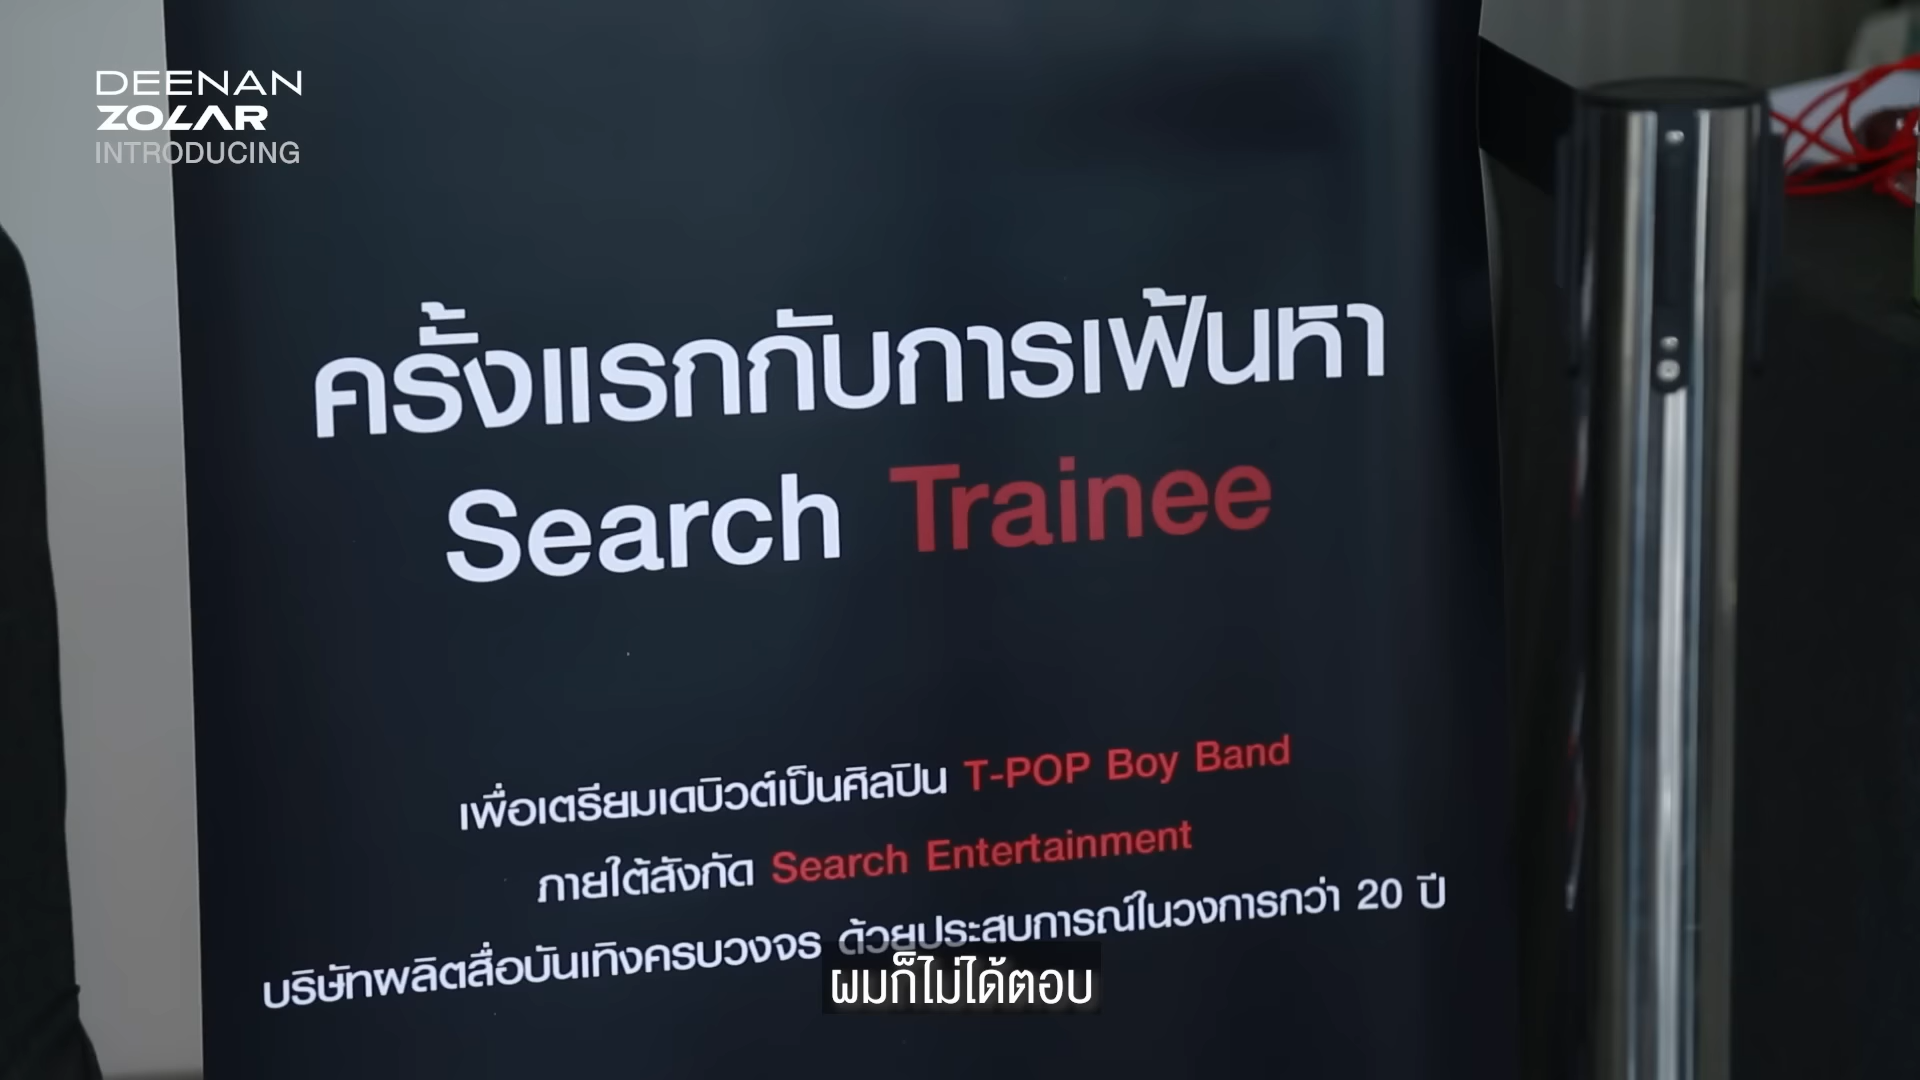 DEENAN
ZOLAR
INTRODUCING
ครั้งแรกกับการเฟ้นหา
Search Trainee
เพื่อเตรียมเดบิวต์เป็นศิลปิน T-POP Boy Band
ภายใต้สังกัด Search Entertainment
บริษัทผลิตสื่อบันเทิงครบวงจร ด้วยประสบการณ์ในวงการกว่า 20 ปี
ผมก็ไม่ได้ตอบ